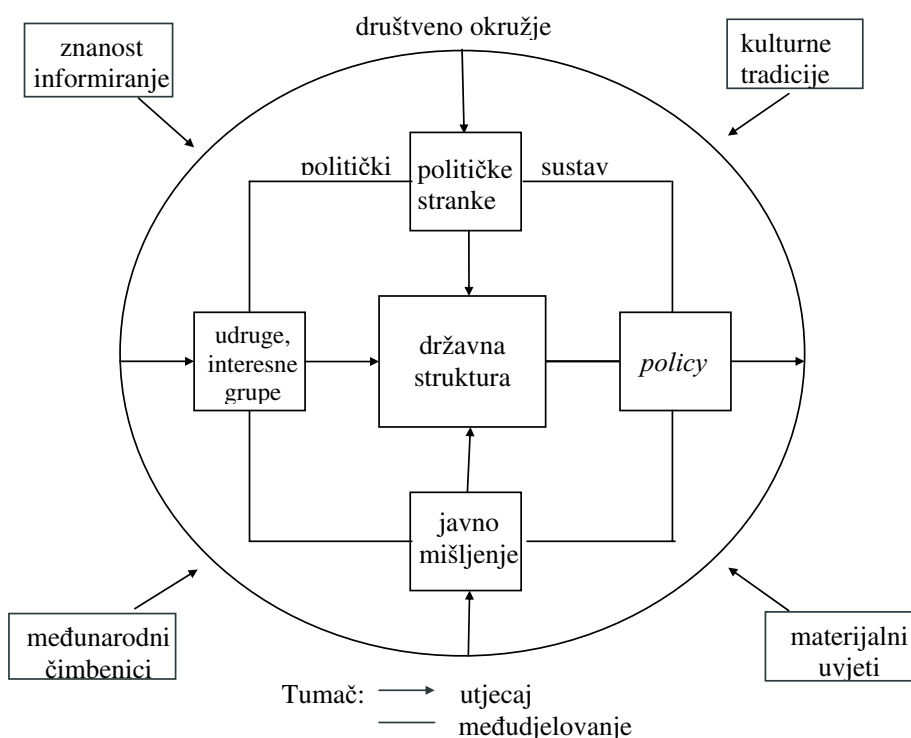 društveno okružje
znanost
informiranje
kulturne
tradicije
politički
političke
stranke
sustav
udruge,
interesne
grupe
državna
struktura
policy
javno
mišljenje
međunarodni
čimbenici
materijalni
uvjeti
Tumač:
utjecaj
međudjelovanje